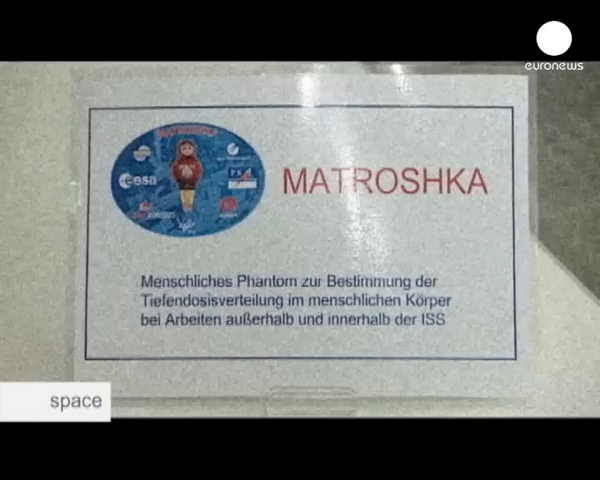 euronews
MATROSHKA
esa
MATROSHKA
Menschliches Phantom zur Bestimmung der
Tiefendosisverteilung im menschlichen Körper
bei Arbeiten außerhalb und innerhalb der ISS
space